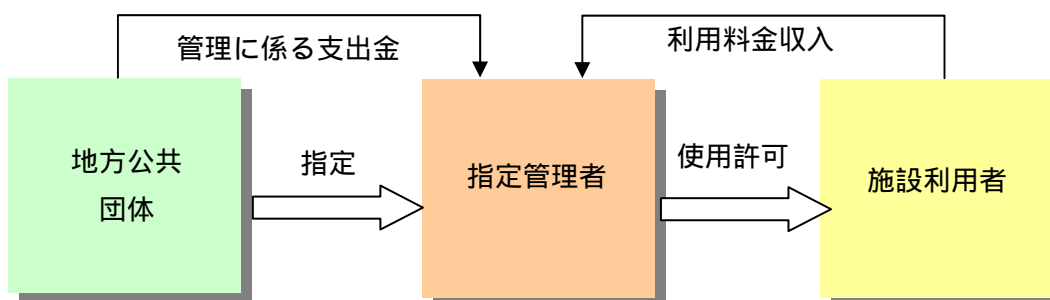 管理に係る支出金
利用料金収入
地方公共
団体
指定
指定管理者
使用許可
施設利用者